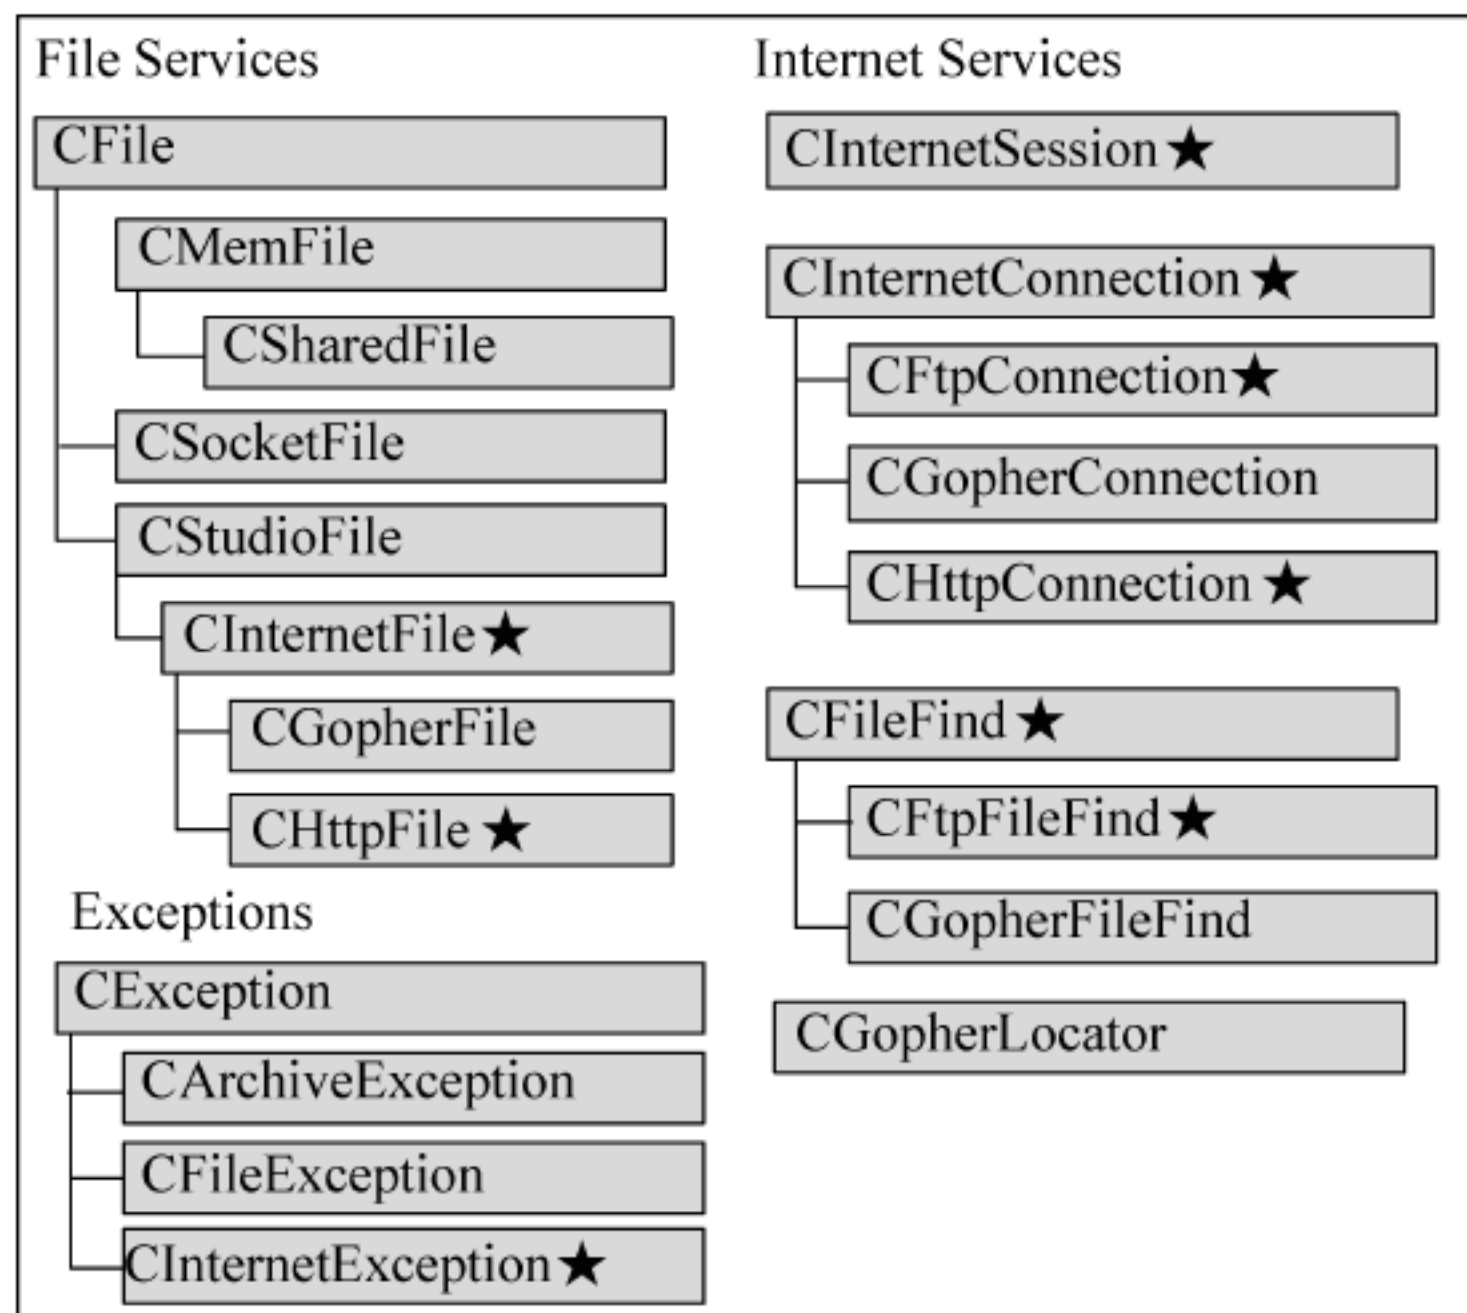 File Services
CFile
CMemFile
CSharedFile
CSocketFile
CStudioFile
CInternetFile★
CGopherFile
CHttpFile ★
Exceptions
CException
CArchiveException
CFileException
CInternetException★
Internet Services
CInternetSession★
CInternetConnection ★
CFtpConnection★
CGopherConnection
CHttpConnection ★
CFileFind ★
CFtpFileFind ★
CGopherFileFind
CGopherLocator